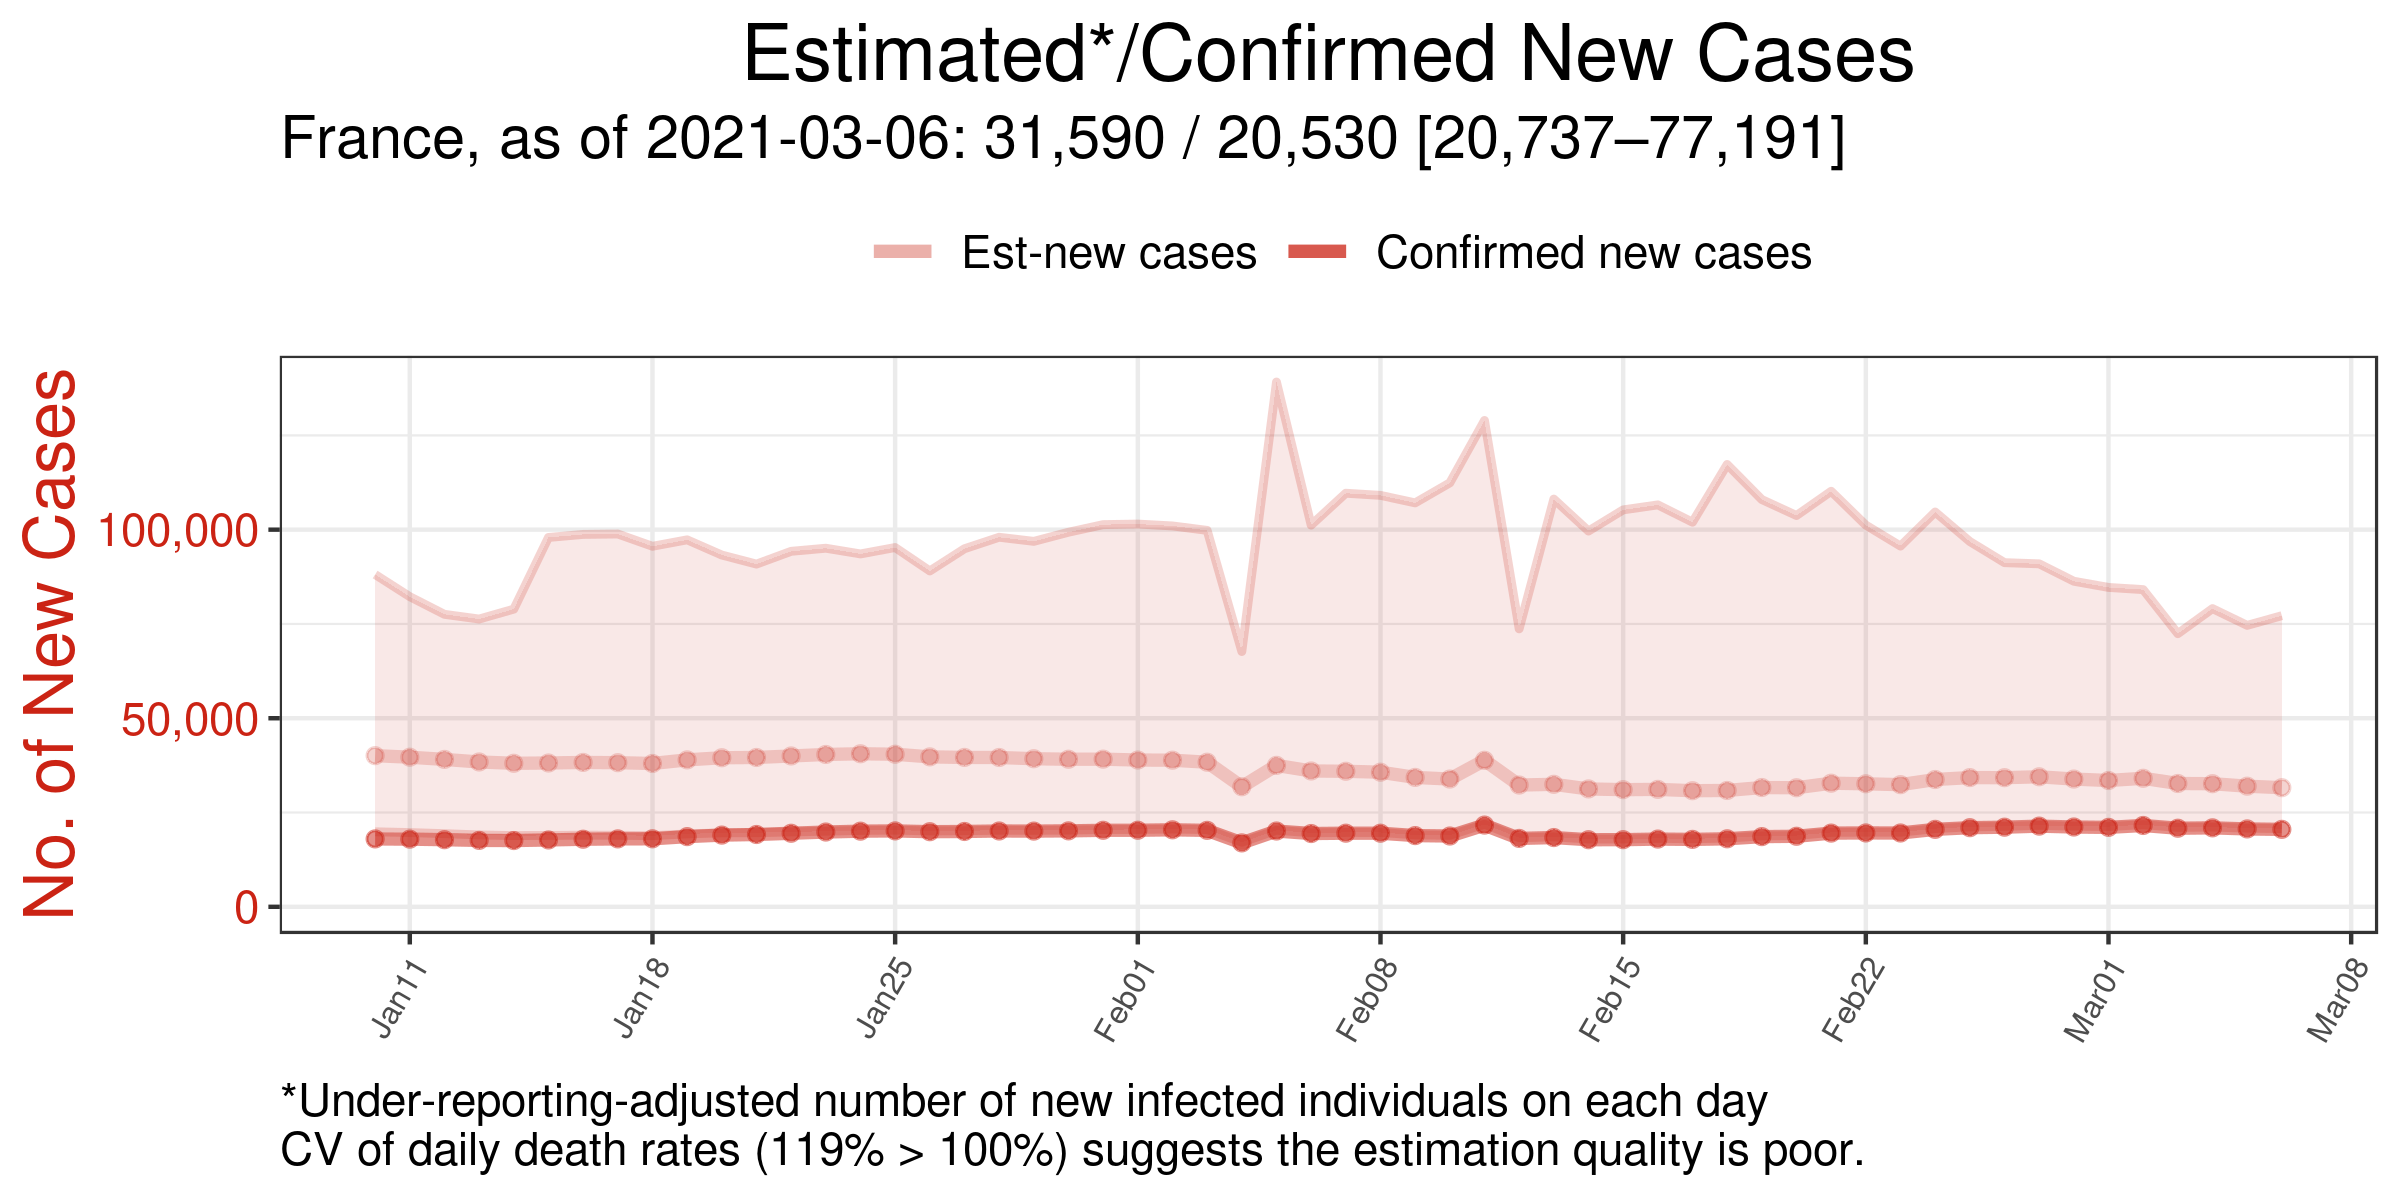 Estimated*/Confirmed New Cases
France, as of 2021-03-06: 31,590 / 20,530 [20,737–77,191]
Est-new cases
Confirmed new cases
No. of New Cases
100,000
50,000
0
Jan11
Jan18
Jan25
Feb01
Feb08
Feb15
Feb22
Mar01
Mar08
*Under-reporting-adjusted number of new infected individuals on each day
CV of daily death rates (119% > 100%) suggests the estimation quality is poor.